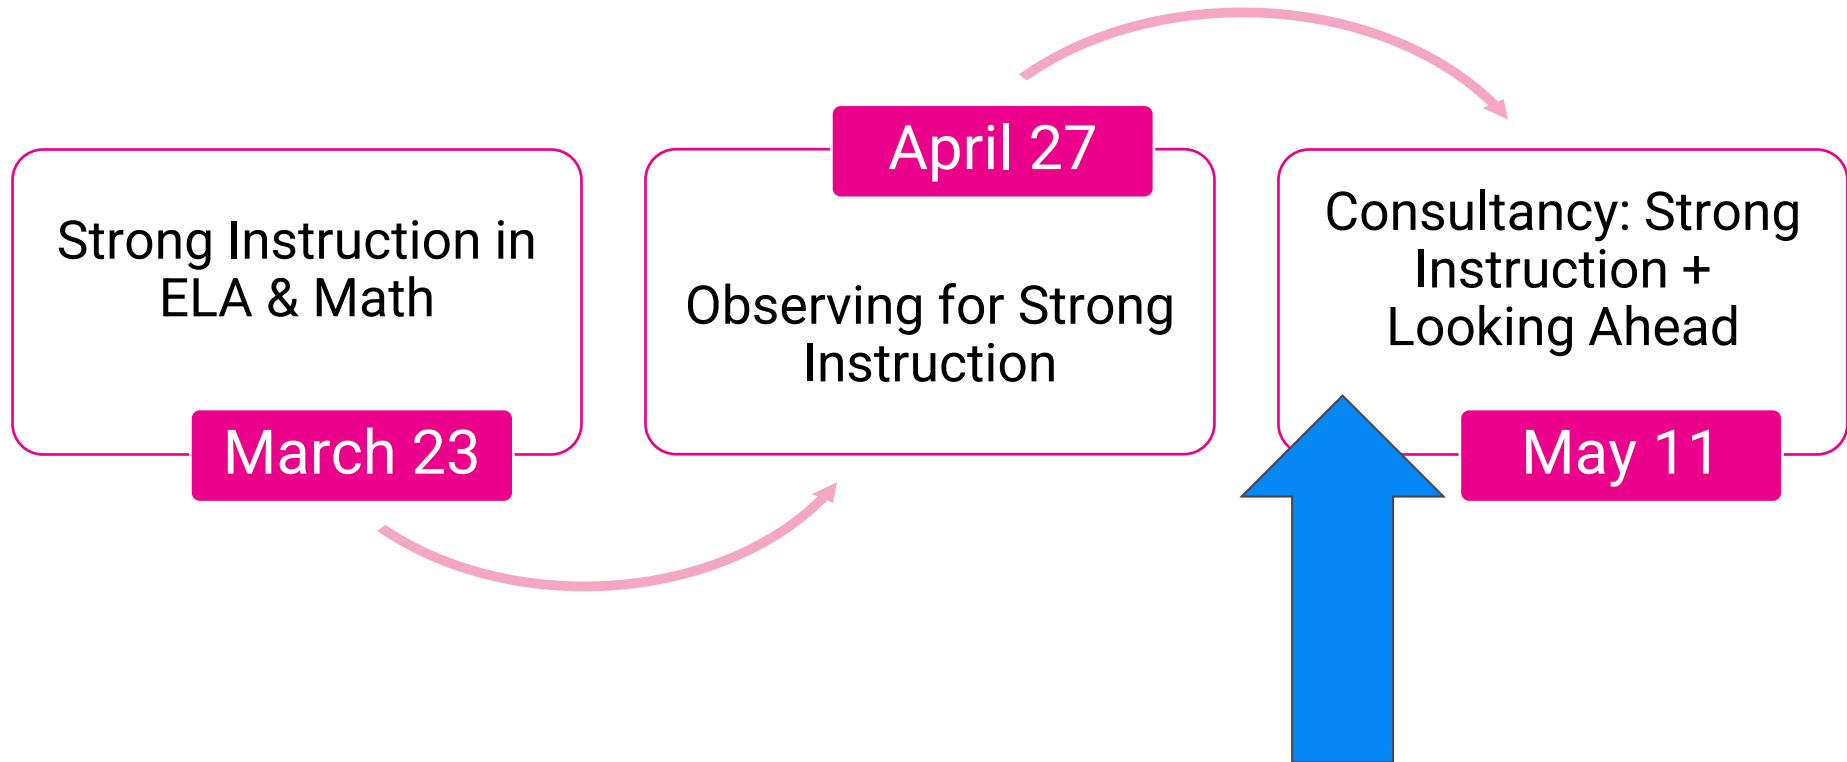 Strong Instruction in
ELA & Math
March 23
April 27
Observing for Strong
Instruction
Consultancy: Strong
Instruction +
Looking Ahead
May 11